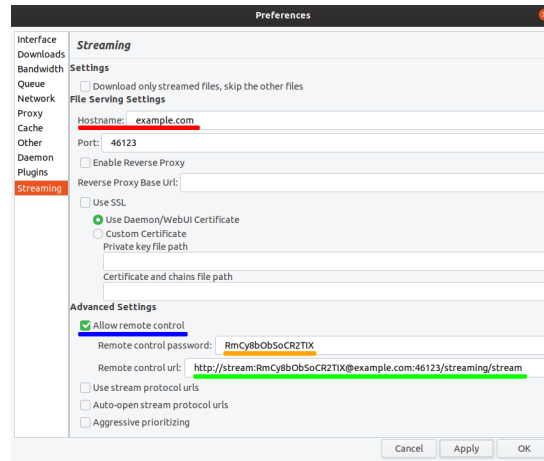 Preferences
Interface
Downloads
Bandwidth
Queue
Network
Proxy
Cache
Other
Daemon
Plugins
Streaming
Streaming
Settings
Download only streamed files, skip the other files
File Serving Settings
Hostname: example.com
Port: 46123
Enable Reverse Proxy
Reverse Proxy Base Url:
Use SSL
Use Daemon/WebUI Certificate
Custom Certificate
Private key file path
Certificate and chains file path
Advanced Settings
Allow remote control
Remote control password: RmCy8bObSoCR2TIX
Remote control url: http://stream:RmCy8bObSoCR2TIX@example.com:46123/streaming/stream
Use stream protocol urls
Auto-open stream protocol urls
Aggressive prioritizing
Cancel Apply OK